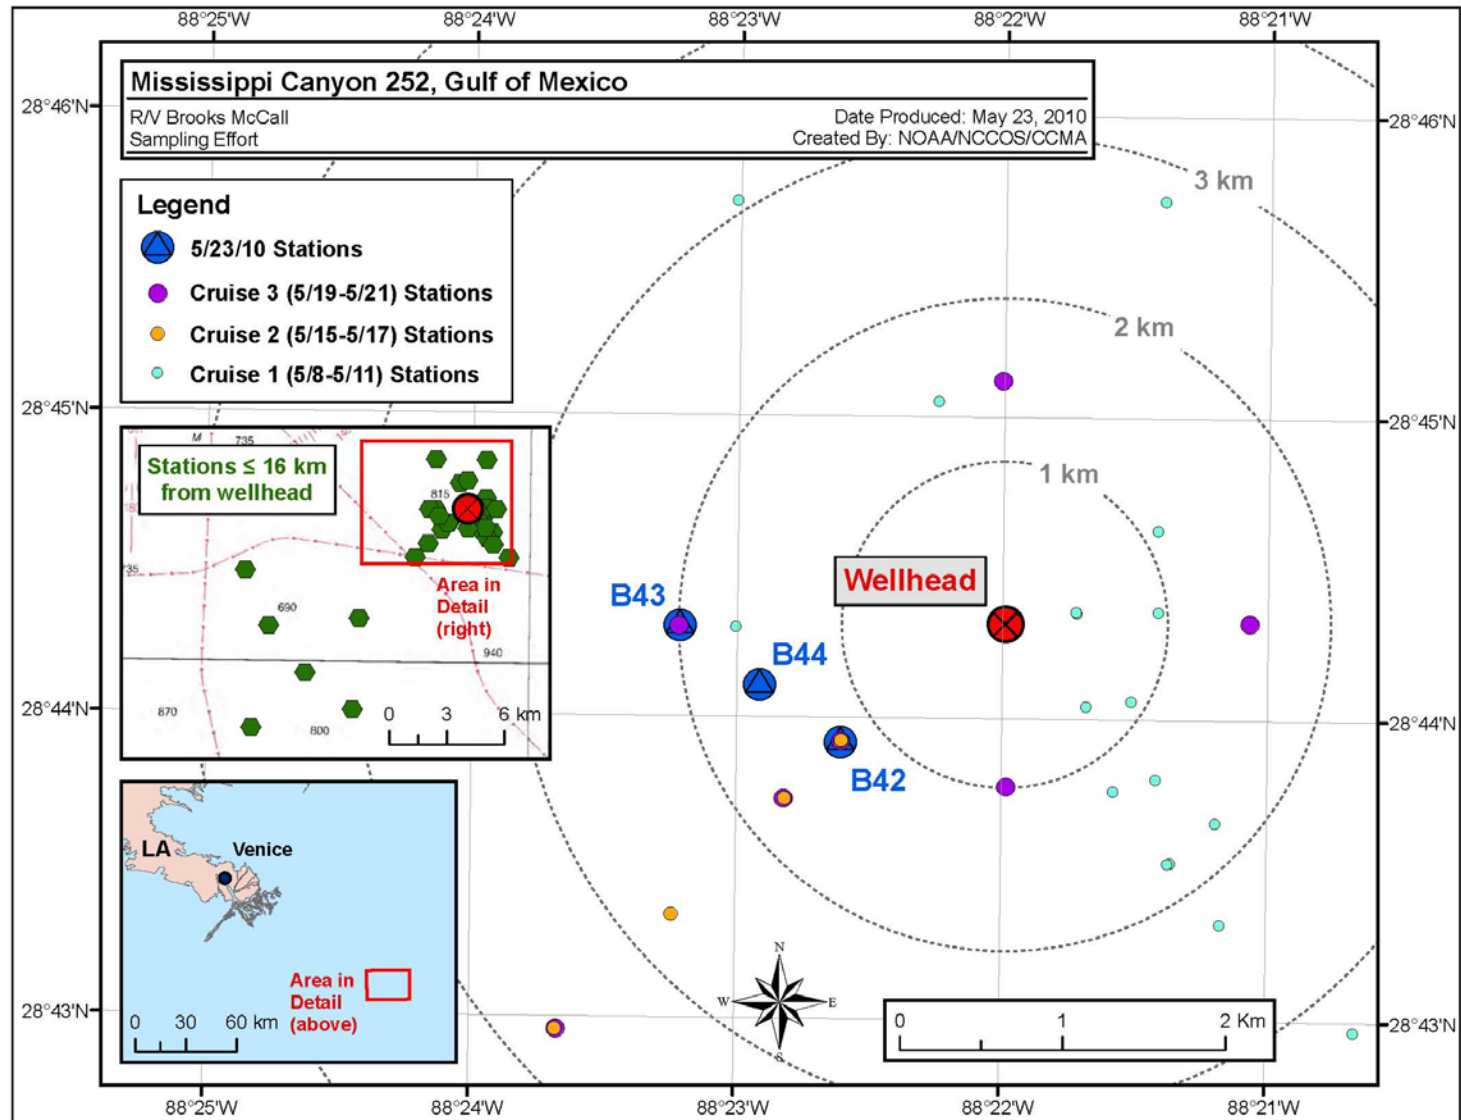 88°25'W 88°24'W 88°23'W 88°22'W 88°21'W
Mississippi Canyon 252, Gulf of Mexico
R/V Brooks McCall Date Produced: May 23, 2010
Sampling Effort Created By: NOAA/NCCOS/CCMA
28°46'N 28°46'N
3 km
Legend
5/23/10 Stations
Cruise 3 (5/19-5/21) Stations
Cruise 2 (5/15-5/17) Stations
Cruise 1 (5/8-5/11) Stations
2 km
28°45'N 28°45'N
1 km
M 735
Stations ≤ 16 km
from wellhead
815
735
Area in
Detail
(right)
690
940
870
800
0 3 6 km
Wellhead
B43
B44
B42
28°44'N 28°44'N
LA Venice
Area in
Detail
(above)
0 30 60 km
N
W E
S
0 1 2 Km
28°43'N 28°43'N
88°25'W 88°24'W 88°23'W 88°22'W 88°21'W